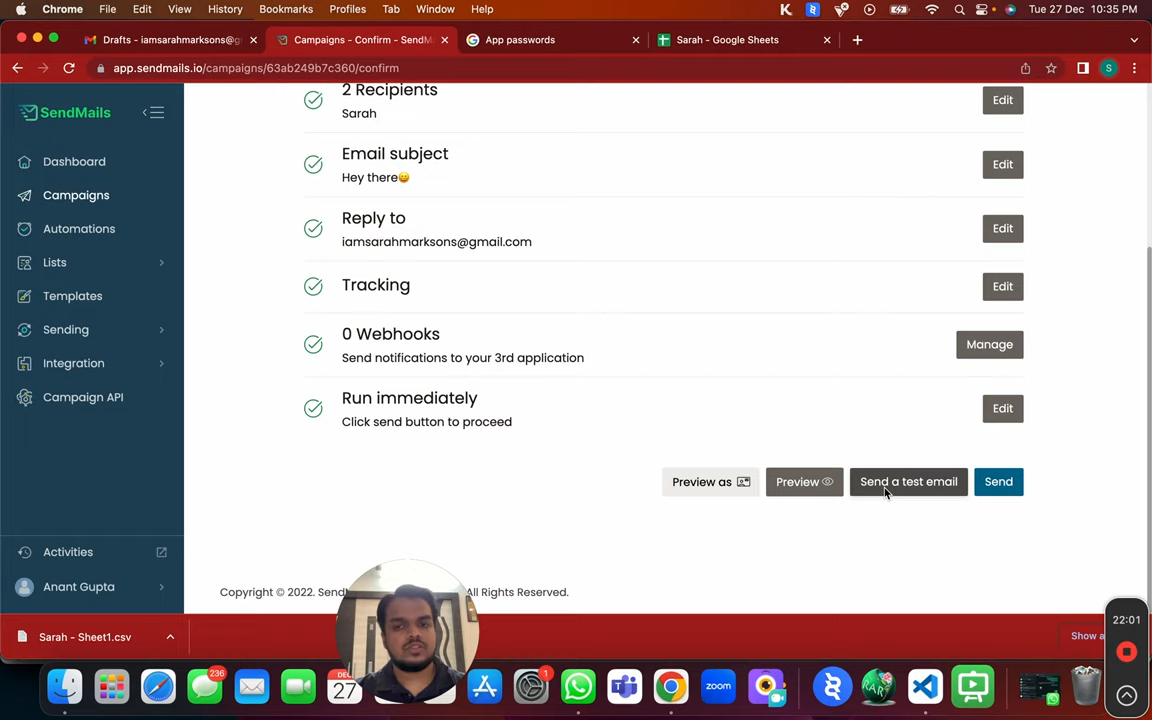 Chrome File Edit View History Bookmarks Profiles Tab Window Help
Tue 27 Dec 10:35 PM
Drafts - iamsarahmarksons@g
Campaigns - Confirm - SendM
App passwords
Sarah - Google Sheets
app.sendmails.io/campaigns/63ab249b7c360/confirm
S
SendMails
Dashboard
Campaigns
Automations
Lists
Templates
Sending
Integration
Campaign API
Activities
Anant Gupta
2 Recipients
Sarah
Edit
Email subject
Hey there😀
Edit
Reply to
iamsarahmarksons@gmail.com
Edit
Tracking
Edit
0 Webhooks
Send notifications to your 3rd application
Manage
Run immediately
Click send button to proceed
Edit
Preview as
Preview
Send a test email
Send
Copyright © 2022. Send
All Rights Reserved.
Sarah - Sheet1.csv
Show a
22:01
236
DEC
27
1
zoom